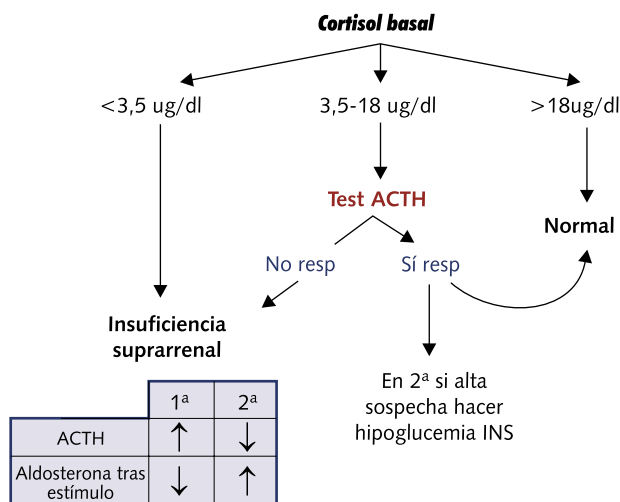 Cortisol basal
<3,5 ug/dl
3,5-18 ug/dl
>18ug/dl
Test ACTH
Normal
No resp
Sí resp
Insuficiencia
suprarrenal
En 2ª si alta
sospecha hacer
hipoglucemia INS
1ª
2ª
ACTH
↑
↓
Aldosterona tras
estímulo
↓
↑